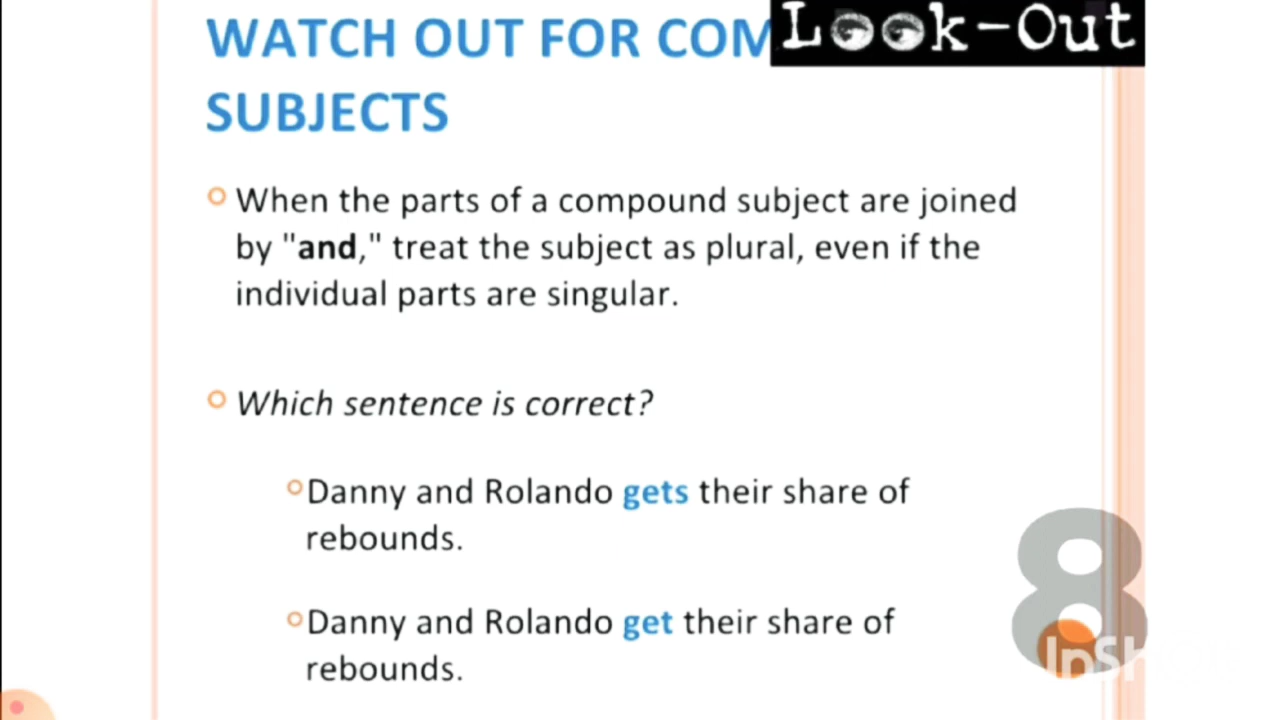 WATCH OUT FOR COM
Look-Out
SUBJECTS
When the parts of a compound subject are joined
by "and," treat the subject as plural, even if the
individual parts are singular.
Which sentence is correct?
Danny and Rolando gets their share of
rebounds.
Danny and Rolando get their share of
rebounds.
8
InShot